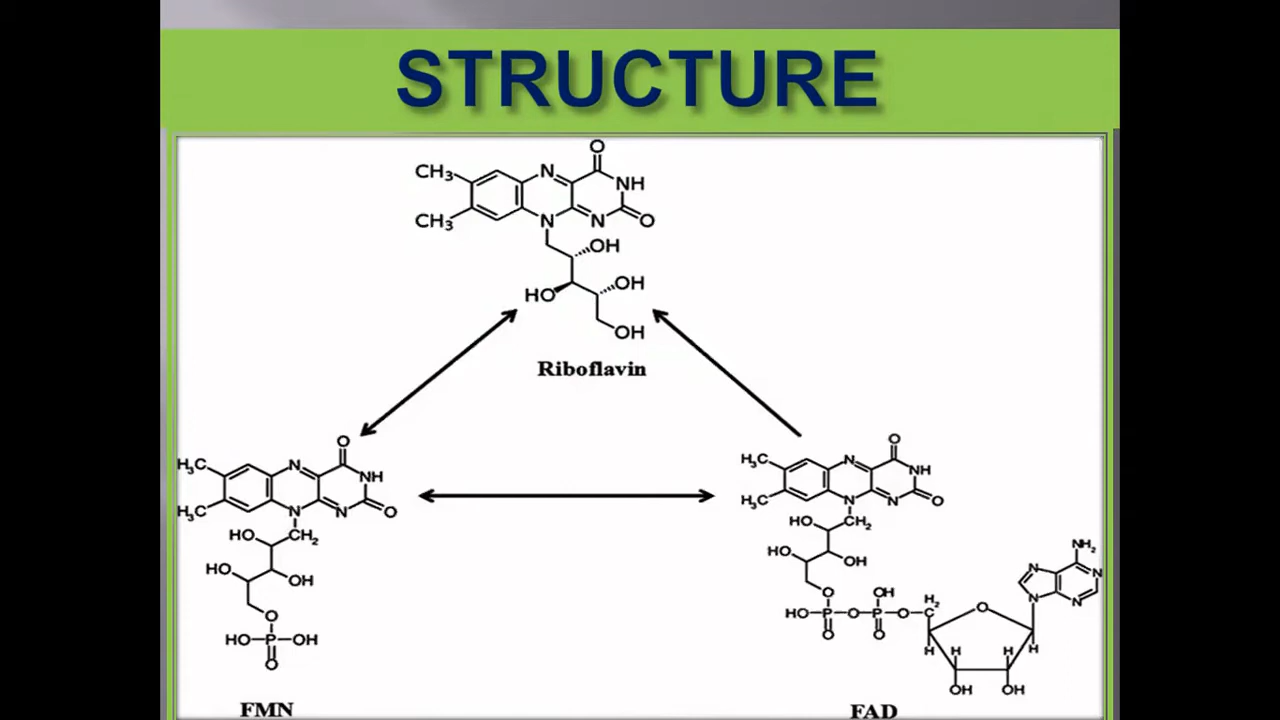 STRUCTURE
O
CH₃ N NH
CH₃ N N O
OH
HO OH
OH
Riboflavin
O
H₃C N NH
H₃C N N O
HO CH₂
HO OH
O
HO P OH
O
FMN
O
H₃C N NH
H₃C N N O
HO CH₂
HO OH
O OH
HO P O P O C H₂
O O
O
NH₂
N N
N N
H H H H
OH OH
FAD